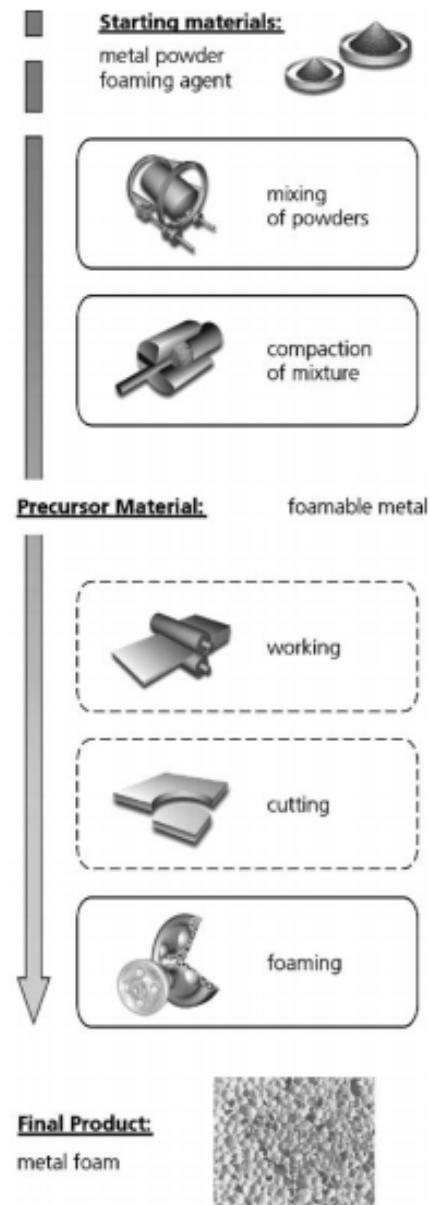 Starting materials:
metal powder
foaming agent
mixing
of powders
compaction
of mixture
Precursor Material: foamable metal
working
cutting
foaming
Final Product:
metal foam